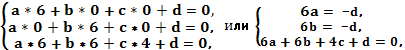 a * 6 + b * 0 + c * 0 + d = 0,
a * 0 + b * 6 + c * 0 + d = 0,
a * 6 + b * 6 + c * 4 + d = 0,
или
6a = -d,
6b = -d,
6a + 6b + 4c + d = 0,